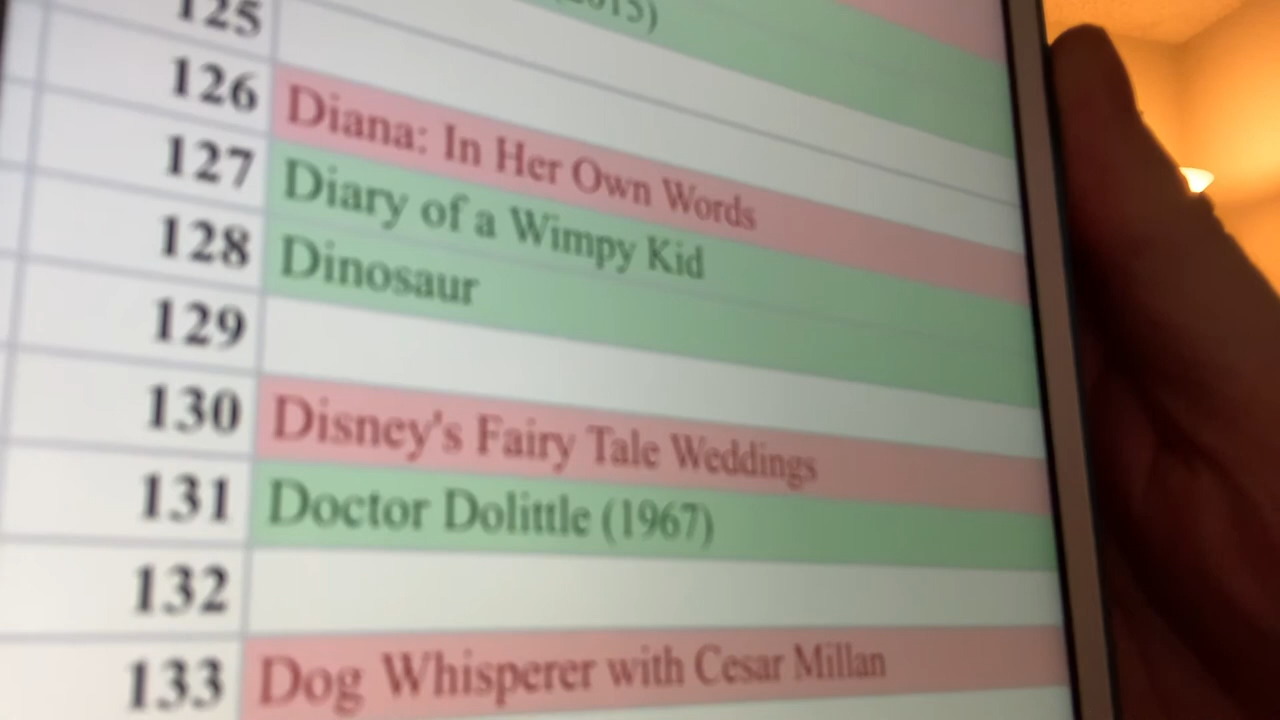 2015)
125
126 Diana: In Her Own Words
127 Diary of a Wimpy Kid
128 Dinosaur
129
130 Disney's Fairy Tale Weddings
131 Doctor Dolittle (1967)
132
133 Dog Whisperer with Cesar Millan